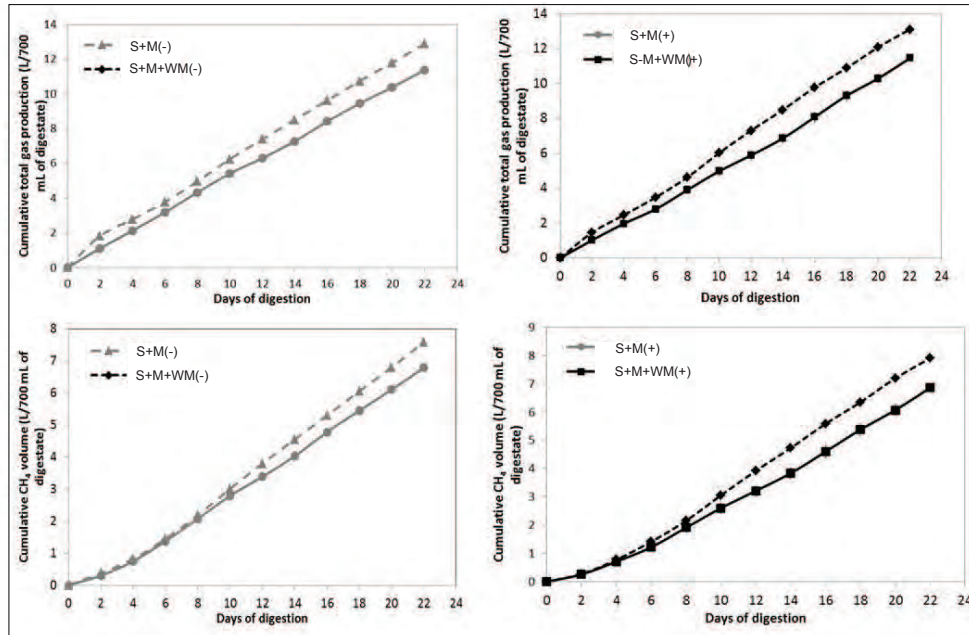 Cumulative total gas production (L/700
mL of digestate)
14
12
10
8
6
4
2
0
S+M(-)
S+M+WM(-)
0 2 4 6 8 10 12 14 16 18 20 22 24
Days of digestion
Cumulative total gas production (L/700
mL of digestate)
14
12
10
8
6
4
2
0
S+M(+)
S-M+WM(+)
0 2 4 6 8 10 12 14 16 18 20 22 24
Days of digestion
Cumulative CH₄ volume (L/700 mL of
digestate)
8
7
6
5
4
3
2
1
0
S+M(-)
S+M+WM(-)
0 2 4 6 8 10 12 14 16 18 20 22 24
Days of digestion
Cumulative CH₄ volume (L/700 mL of
digestate)
9
8
7
6
5
4
3
2
1
0
S+M(+)
S+M+WM(+)
0 2 4 6 8 10 12 14 16 18 20 22 24
Days of digestion